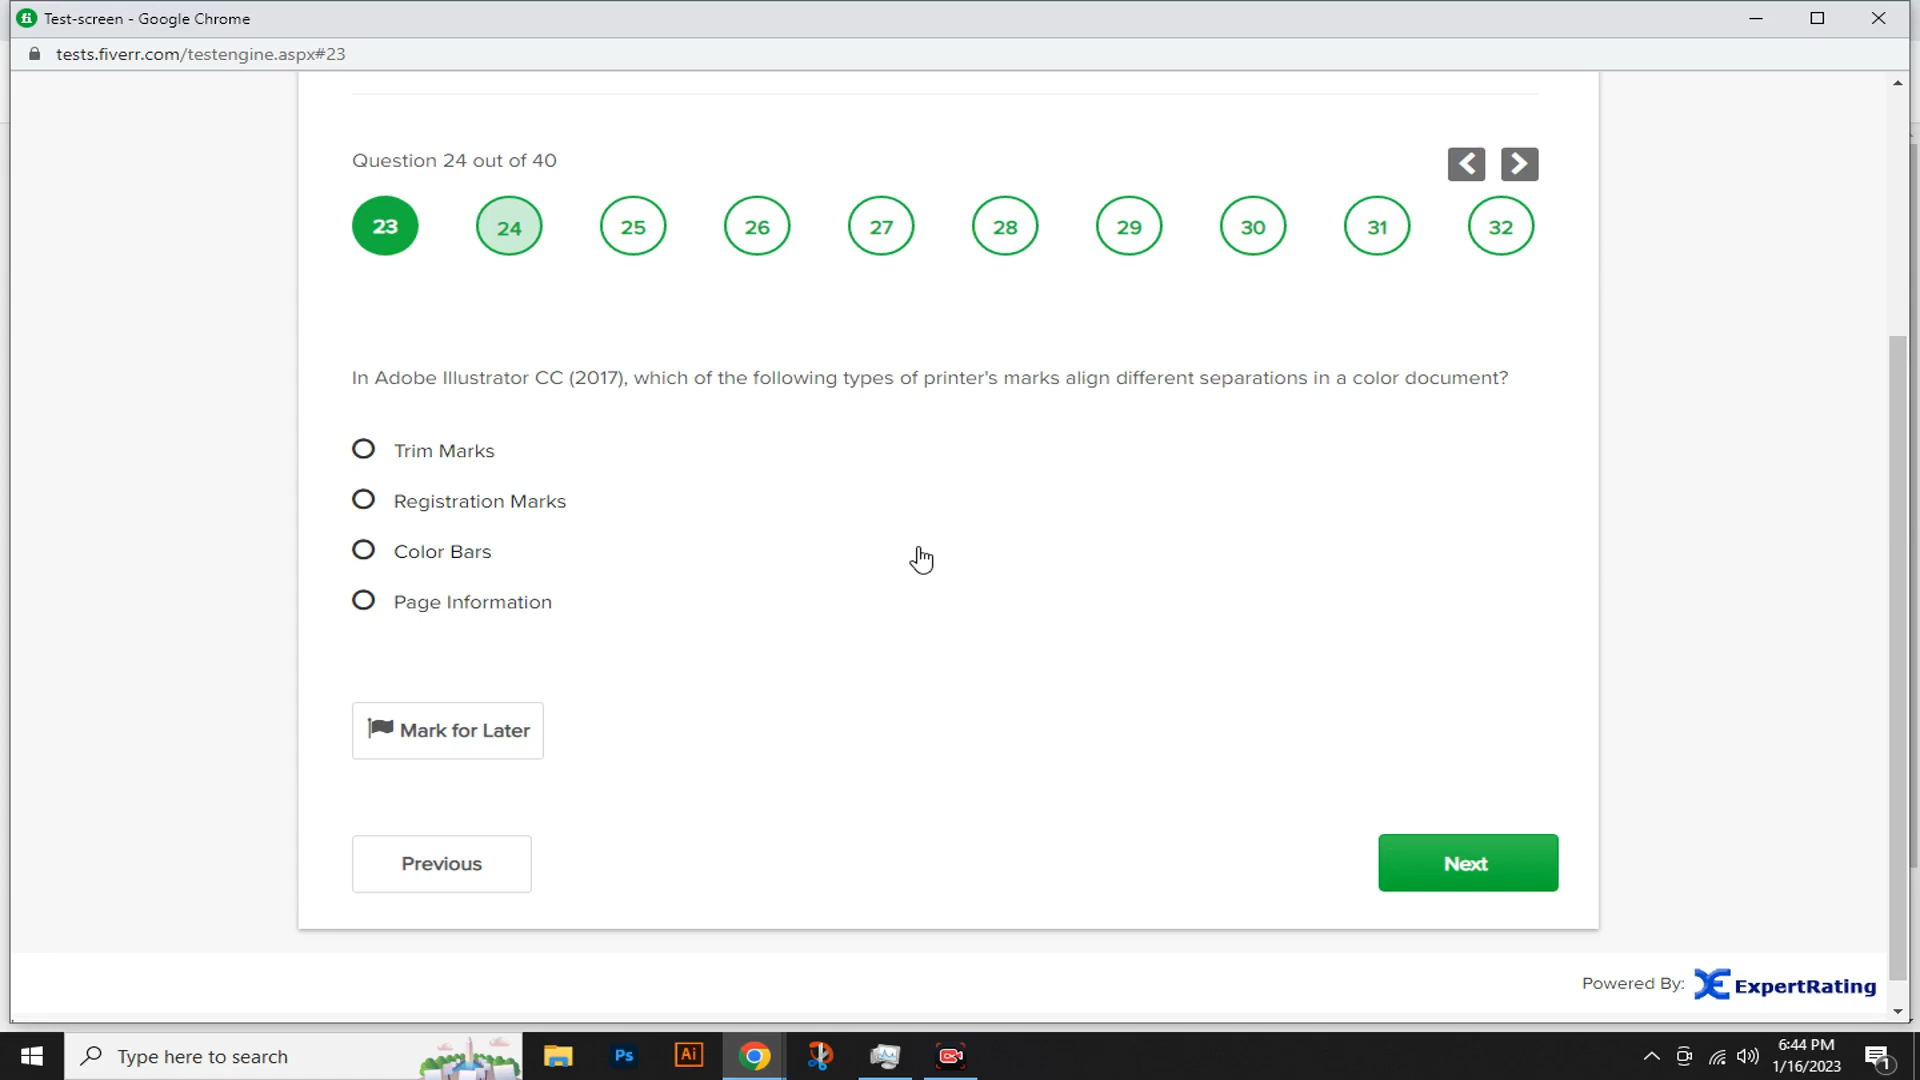 Test-screen - Google Chrome
tests.fiverr.com/testengine.aspx#23
Question 24 out of 40
23 24 25 26 27 28 29 30 31 32
In Adobe Illustrator CC (2017), which of the following types of printer's marks align different separations in a color document?
Trim Marks
Registration Marks
Color Bars
Page Information
Mark for Later
Previous
Next
Powered By: ExpertRating
Type here to search
Ps
Ai
6:44 PM
1/16/2023
1